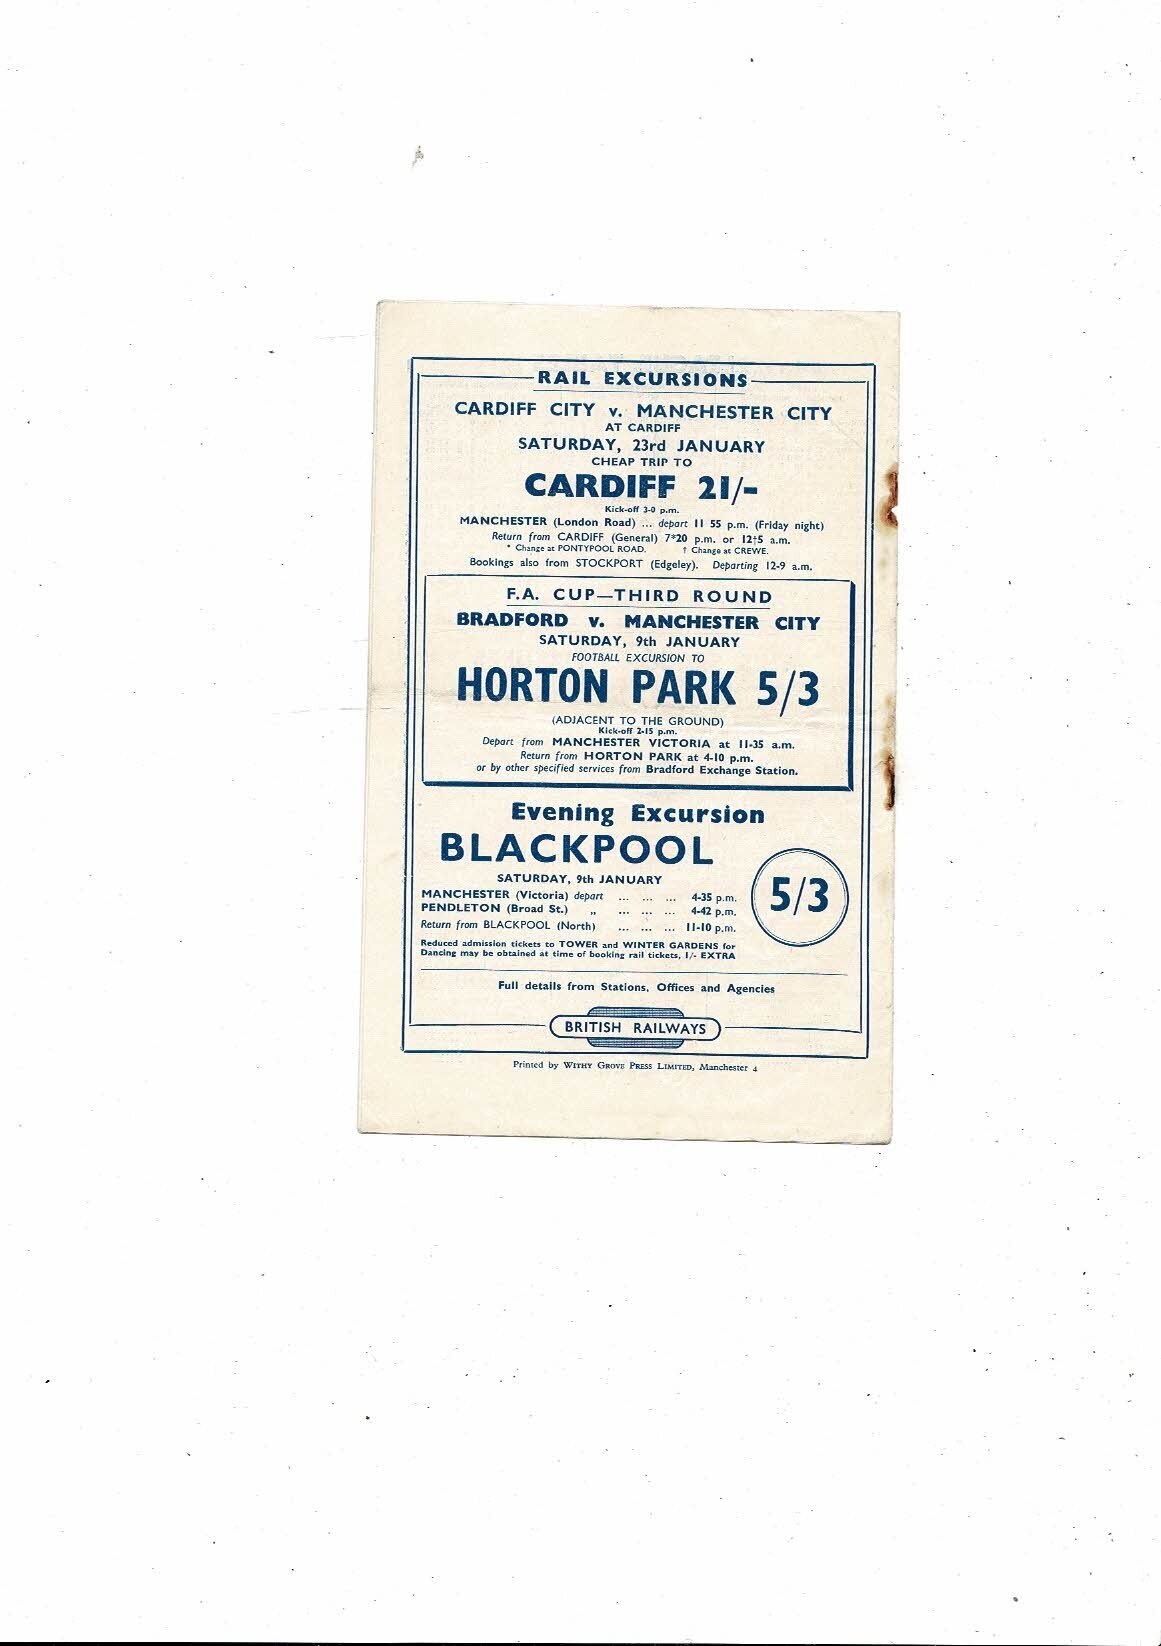 RAIL EXCURSIONS
CARDIFF CITY v. MANCHESTER CITY
AT CARDIFF
SATURDAY, 23rd JANUARY
CHEAP TRIP TO
CARDIFF 21/-
Kick-off 3-0 p.m.
MANCHESTER (London Road) ... depart 11 55 p.m. (Friday night)
Return from CARDIFF (General) 7*20 p.m. or 12†5 a.m.
* Change at PONTYPOOL ROAD. † Change at CREWE.
Bookings also from STOCKPORT (Edgeley). Departing 12-9 a.m.
F.A. CUP—THIRD ROUND
BRADFORD v. MANCHESTER CITY
SATURDAY, 9th JANUARY
FOOTBALL EXCURSION TO
HORTON PARK 5/3
(ADJACENT TO THE GROUND)
Kick-off 2-15 p.m.
Depart from MANCHESTER VICTORIA at 11-35 a.m.
Return from HORTON PARK at 4-10 p.m.
or by other specified services from Bradford Exchange Station.
Evening Excursion
BLACKPOOL
SATURDAY, 9th JANUARY
5/3
MANCHESTER (Victoria) depart ... ... ... 4-35 p.m.
PENDLETON (Broad St.) „ ... ... ... 4-42 p.m.
Return from BLACKPOOL (North) ... ... ... 11-10 p.m.
Reduced admission tickets to TOWER and WINTER GARDENS for
Dancing may be obtained at time of booking rail tickets, 1/- EXTRA
Full details from Stations, Offices and Agencies
BRITISH RAILWAYS
Printed by WITHY GROVE PRESS LIMITED, Manchester 4